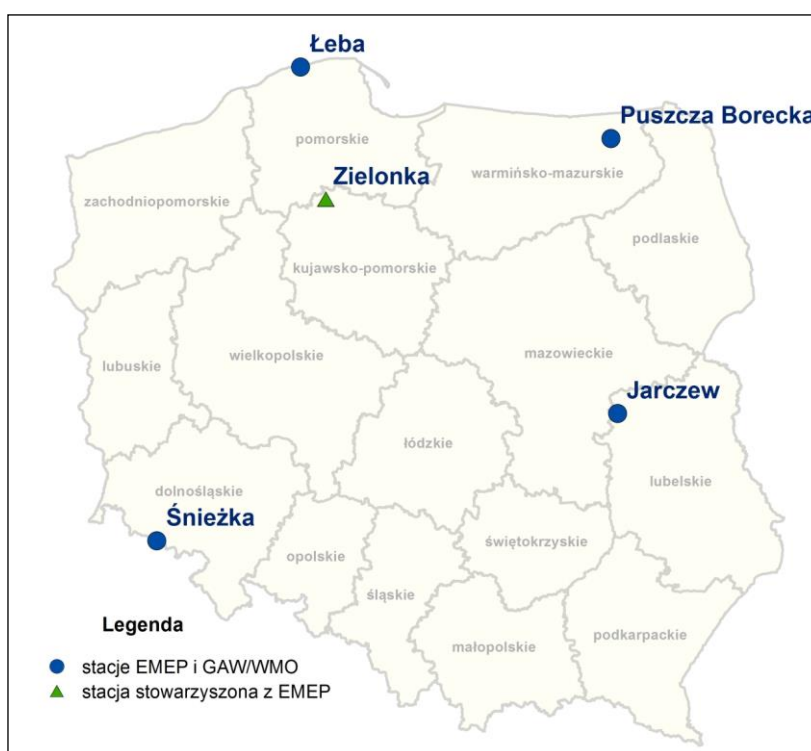 Łeba
Puszcza Borecka
pomorskie
Zielonka
warmińsko-mazurskie
zachodniopomorskie
podlaskie
kujawsko-pomorskie
mazowieckie
wielkopolskie
lubuskie
Jarczew
łódzkie
lubelskie
dolnośląskie
Śnieżka
świętokrzyskie
opolskie
śląskie
Legenda
podkarpackie
małopolskie
stacje EMEP i GAW/WMO
stacja stowarzyszona z EMEP